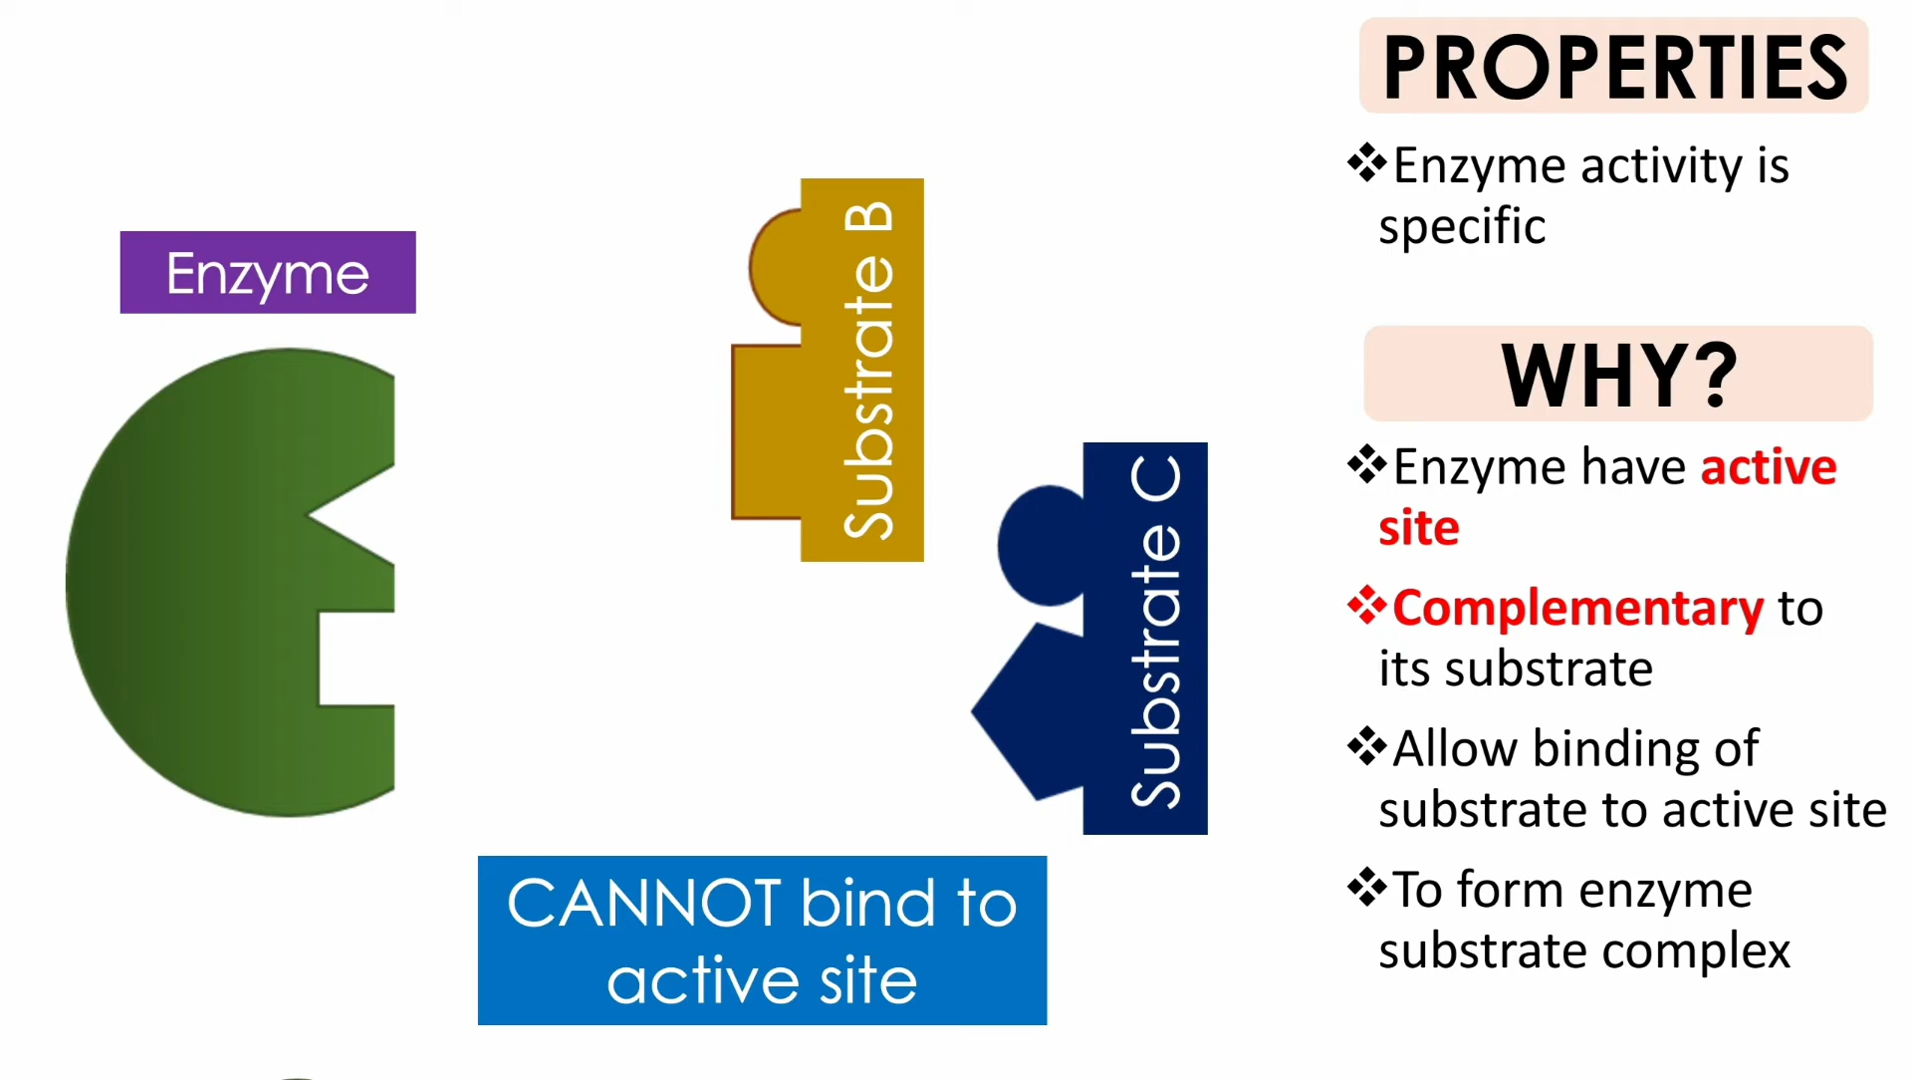 Enzyme
Substrate B
Substrate C
CANNOT bind to
active site
PROPERTIES
❖Enzyme activity is
specific
WHY?
❖Enzyme have active
site
❖Complementary to
its substrate
❖Allow binding of
substrate to active site
❖To form enzyme
substrate complex